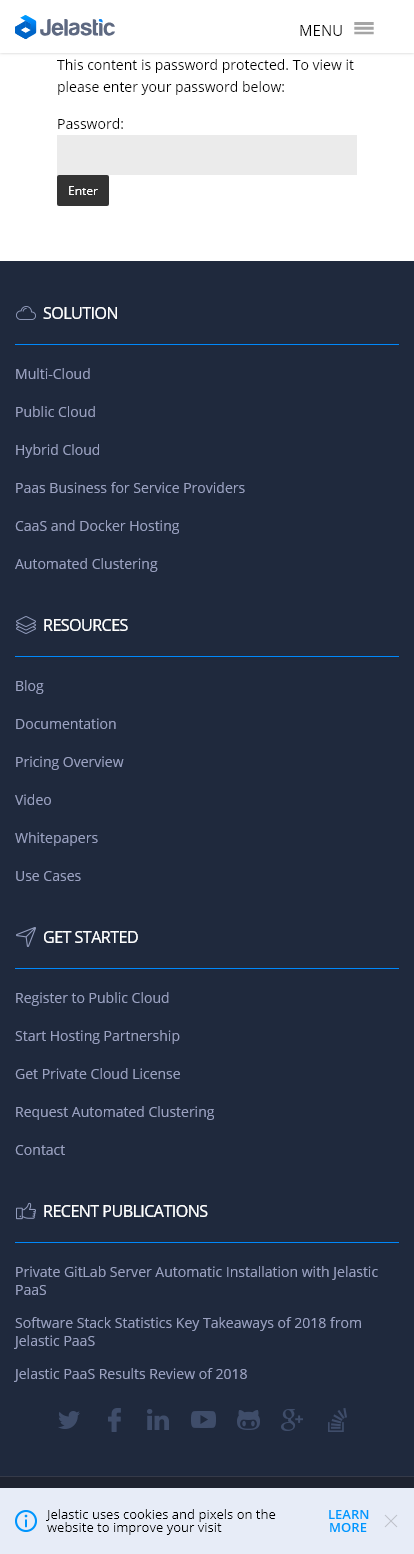 Jelastic
MENU
This content is password protected. To view it
please enter your password below:
Password:
Enter
SOLUTION
Multi-Cloud
Public Cloud
Hybrid Cloud
Paas Business for Service Providers
CaaS and Docker Hosting
Automated Clustering
RESOURCES
Blog
Documentation
Pricing Overview
Video
Whitepapers
Use Cases
GET STARTED
Register to Public Cloud
Start Hosting Partnership
Get Private Cloud License
Request Automated Clustering
Contact
RECENT PUBLICATIONS
Private GitLab Server Automatic Installation with Jelastic
PaaS
Software Stack Statistics Key Takeaways of 2018 from
Jelastic PaaS
Jelastic PaaS Results Review of 2018
Jelastic uses cookies and pixels on the
website to improve your visit
LEARN
MORE